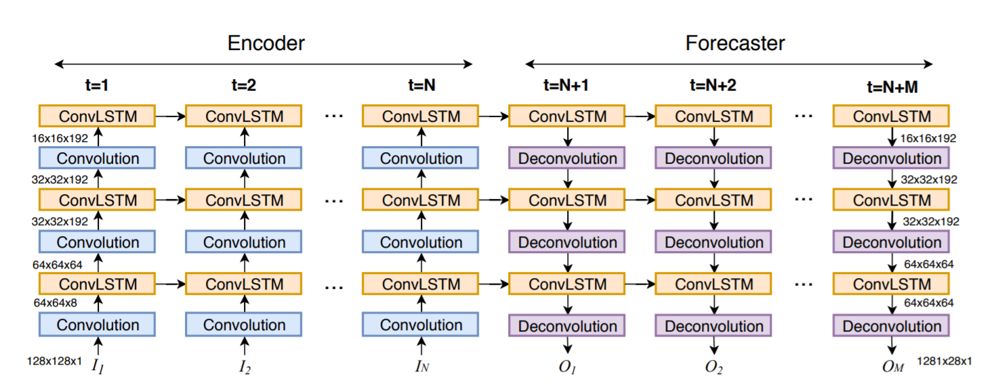 Encoder Forecaster
t=1 t=2 t=N t=N+1 t=N+2 t=N+M
ConvLSTM ConvLSTM ... ConvLSTM ConvLSTM ConvLSTM ... ConvLSTM
16x16x192 16x16x192
Convolution Convolution Convolution Deconvolution Deconvolution Deconvolution
32x32x192 32x32x192
ConvLSTM ConvLSTM ... ConvLSTM ConvLSTM ConvLSTM ... ConvLSTM
32x32x192 32x32x192
Convolution Convolution Convolution Deconvolution Deconvolution Deconvolution
64x64x64 64x64x64
ConvLSTM ConvLSTM ... ConvLSTM ConvLSTM ConvLSTM ... ConvLSTM
64x64x8 64x64x64
Convolution Convolution Convolution Deconvolution Deconvolution Deconvolution
128x128x1 I1 I2 IN O1 O2 OM 1281x28x1